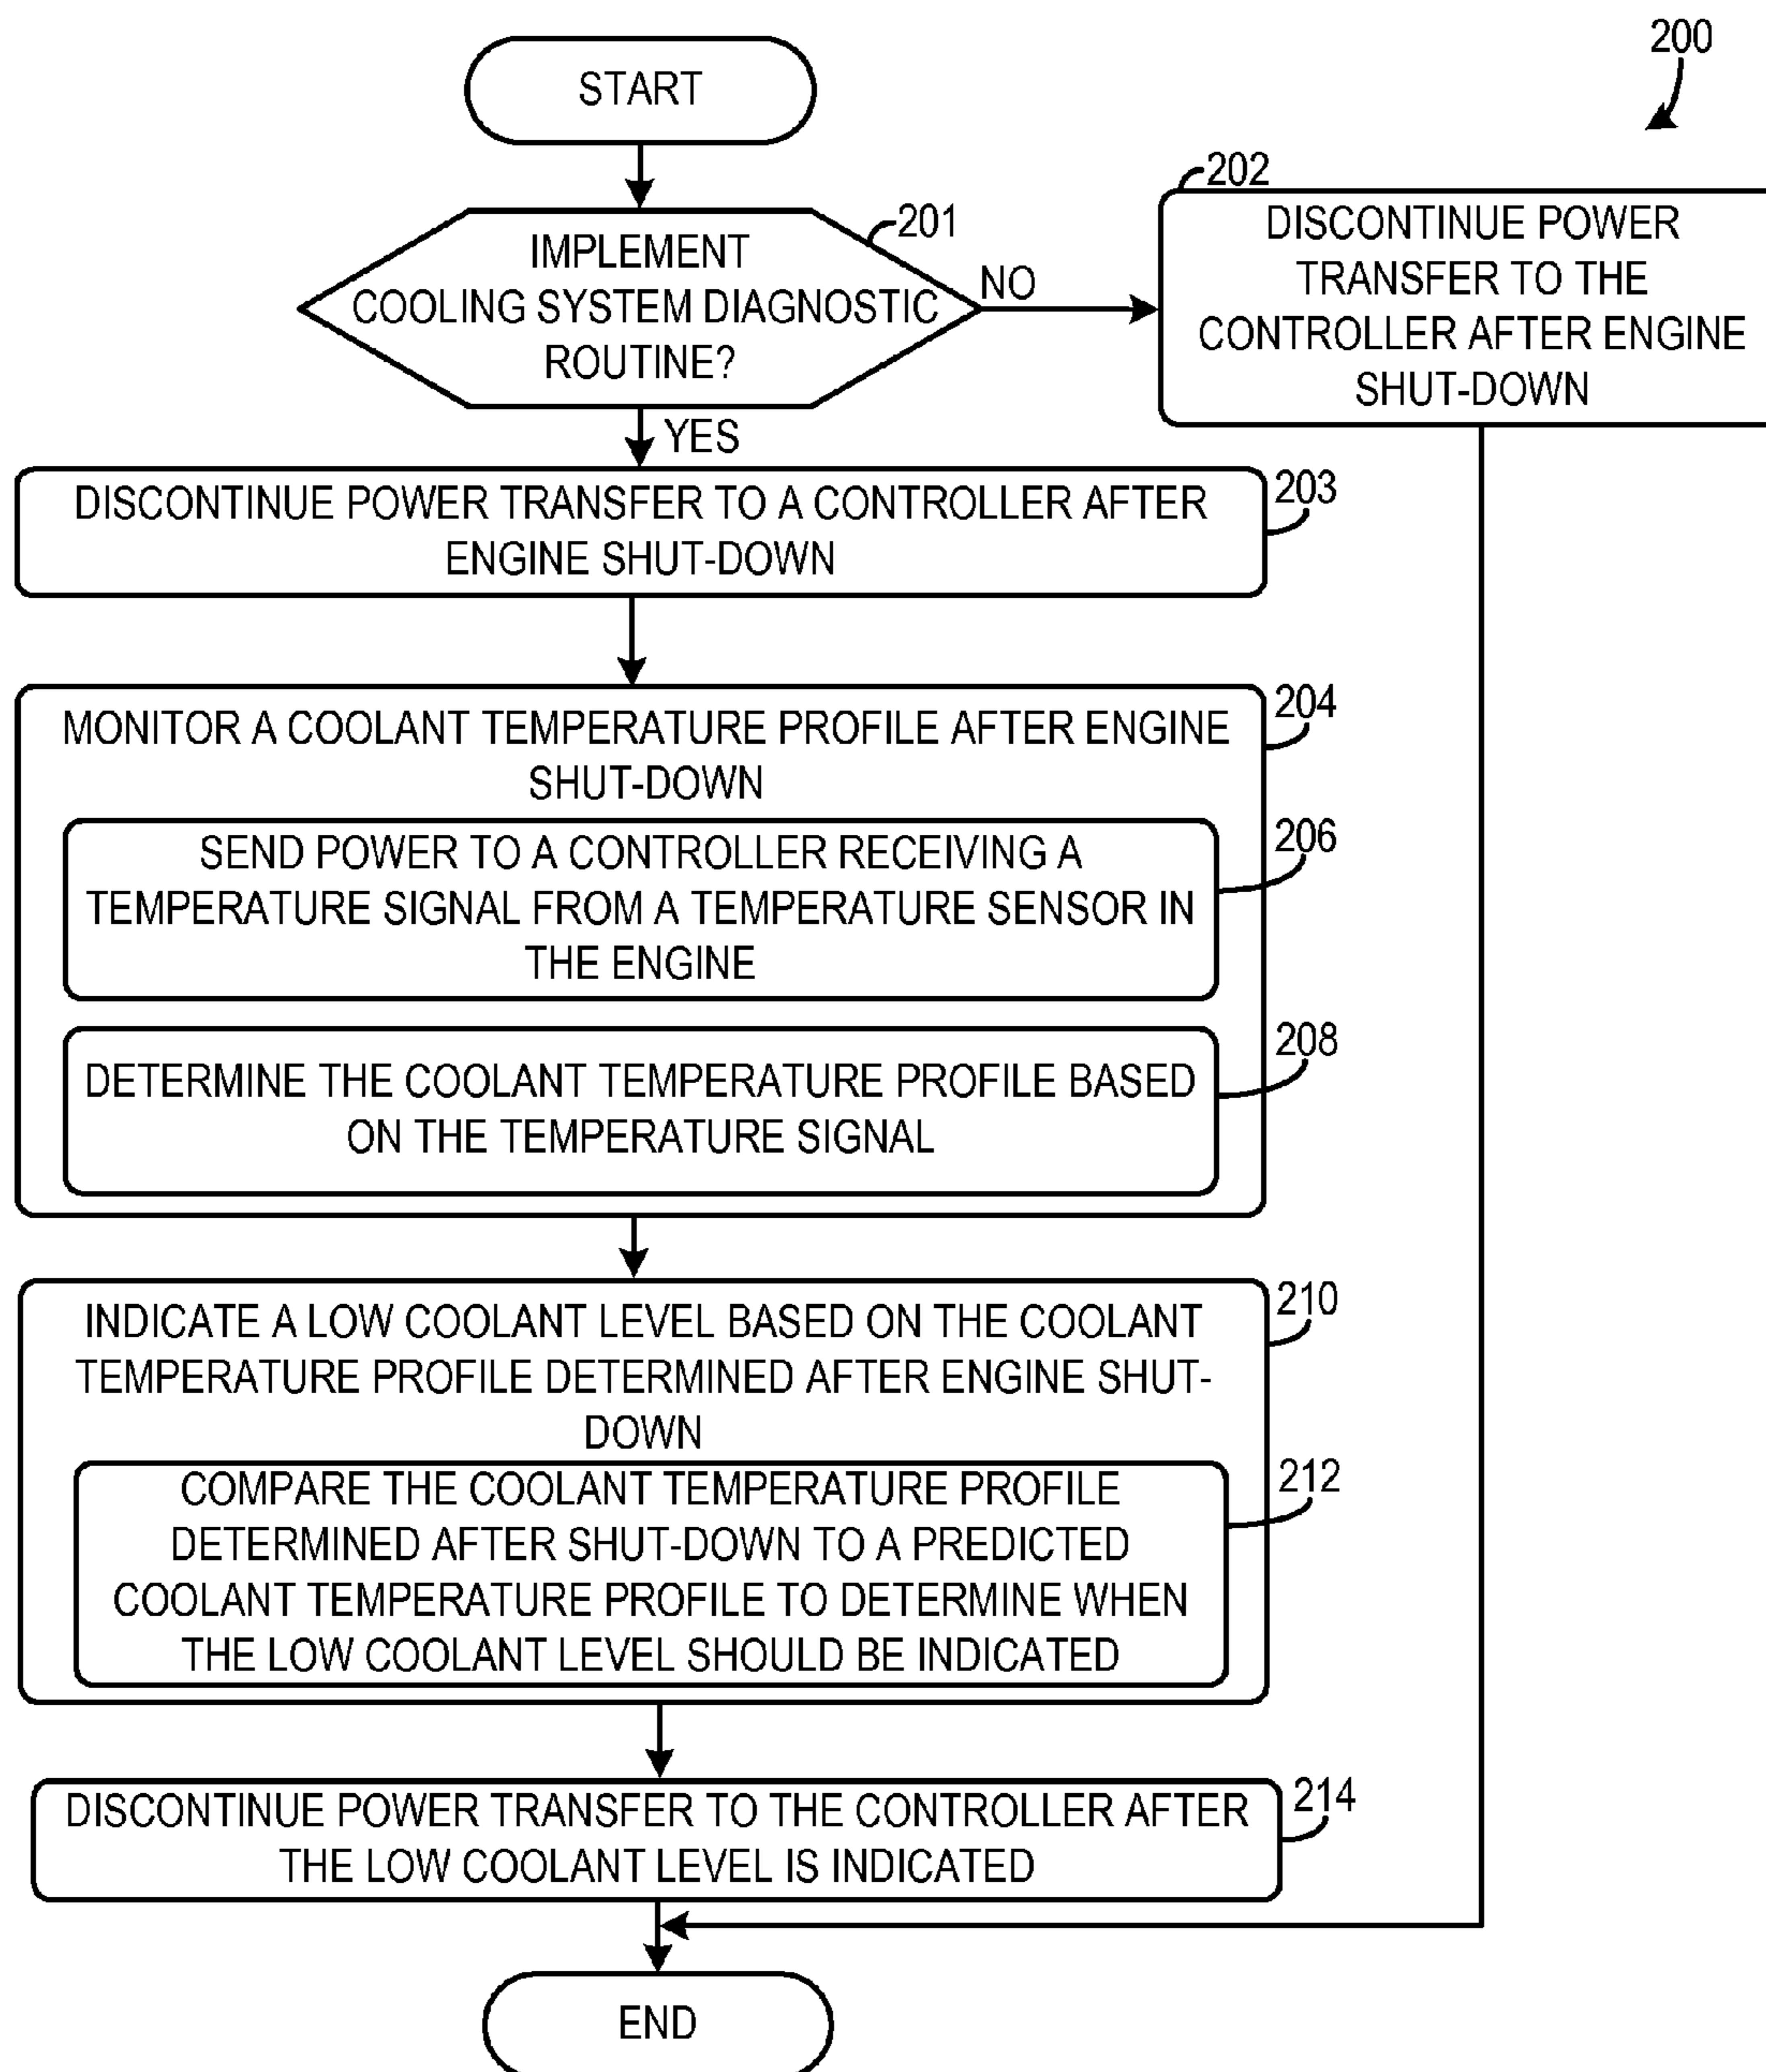 200
START
201
IMPLEMENT
COOLING SYSTEM DIAGNOSTIC
ROUTINE?
NO
YES
202
DISCONTINUE POWER
TRANSFER TO THE
CONTROLLER AFTER ENGINE
SHUT-DOWN
203
DISCONTINUE POWER TRANSFER TO A CONTROLLER AFTER
ENGINE SHUT-DOWN
204
MONITOR A COOLANT TEMPERATURE PROFILE AFTER ENGINE
SHUT-DOWN
206
SEND POWER TO A CONTROLLER RECEIVING A
TEMPERATURE SIGNAL FROM A TEMPERATURE SENSOR IN
THE ENGINE
208
DETERMINE THE COOLANT TEMPERATURE PROFILE BASED
ON THE TEMPERATURE SIGNAL
210
INDICATE A LOW COOLANT LEVEL BASED ON THE COOLANT
TEMPERATURE PROFILE DETERMINED AFTER ENGINE SHUT-
DOWN
212
COMPARE THE COOLANT TEMPERATURE PROFILE
DETERMINED AFTER SHUT-DOWN TO A PREDICTED
COOLANT TEMPERATURE PROFILE TO DETERMINE WHEN
THE LOW COOLANT LEVEL SHOULD BE INDICATED
214
DISCONTINUE POWER TRANSFER TO THE CONTROLLER AFTER
THE LOW COOLANT LEVEL IS INDICATED
END